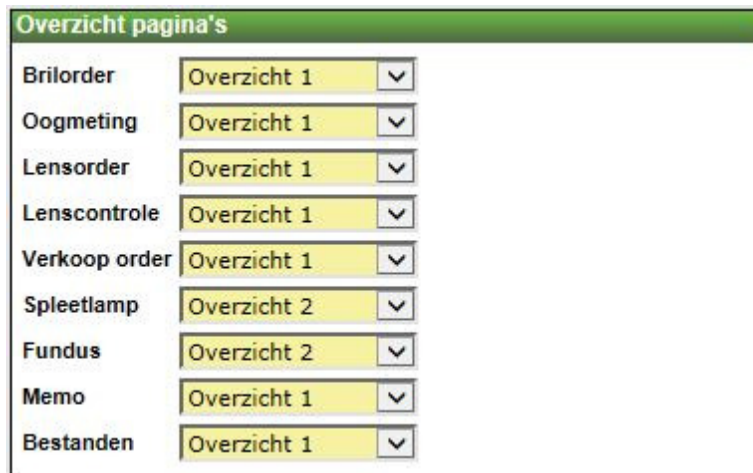 Overzicht pagina's
Brilorder Overzicht 1
Oogmeting Overzicht 1
Lensorder Overzicht 1
Lenscontrole Overzicht 1
Verkoop order Overzicht 1
Spleetlamp Overzicht 2
Fundus Overzicht 2
Memo Overzicht 1
Bestanden Overzicht 1